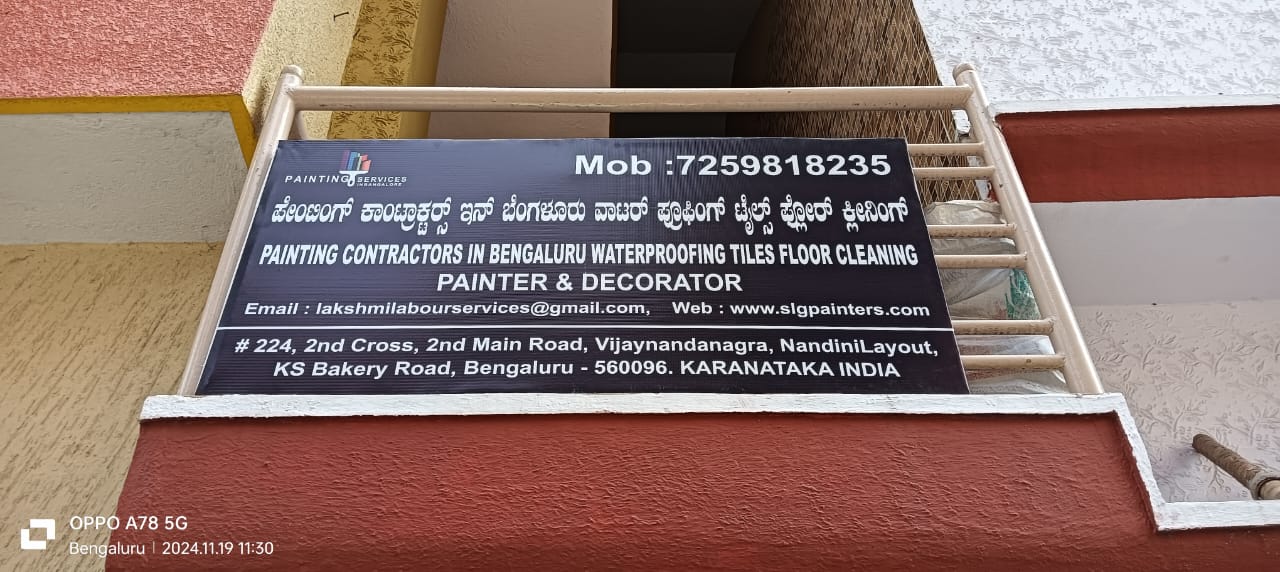 PAINTING SERVICES
IN BANGALORE
Mob :7259818235
ಪೇಂಟಿಂಗ್ ಕಾಂಟ್ರಾಕ್ಟರ್ಸ್ ಇನ್ ಬೆಂಗಳೂರು ವಾಟರ್ ಪ್ರೂಫಿಂಗ್ ಟೈಲ್ಸ್ ಫ್ಲೋರ್ ಕ್ಲೀನಿಂಗ್
PAINTING CONTRACTORS IN BENGALURU WATERPROOFING TILES FLOOR CLEANING
PAINTER & DECORATOR
Email : lakshmilabourservices@gmail.com, Web : www.slgpainters.com
# 224, 2nd Cross, 2nd Main Road, Vijaynandanagra, NandiniLayout,
KS Bakery Road, Bengaluru - 560096. KARANATAKA INDIA
OPPO A78 5G
Bengaluru | 2024.11.19 11:30